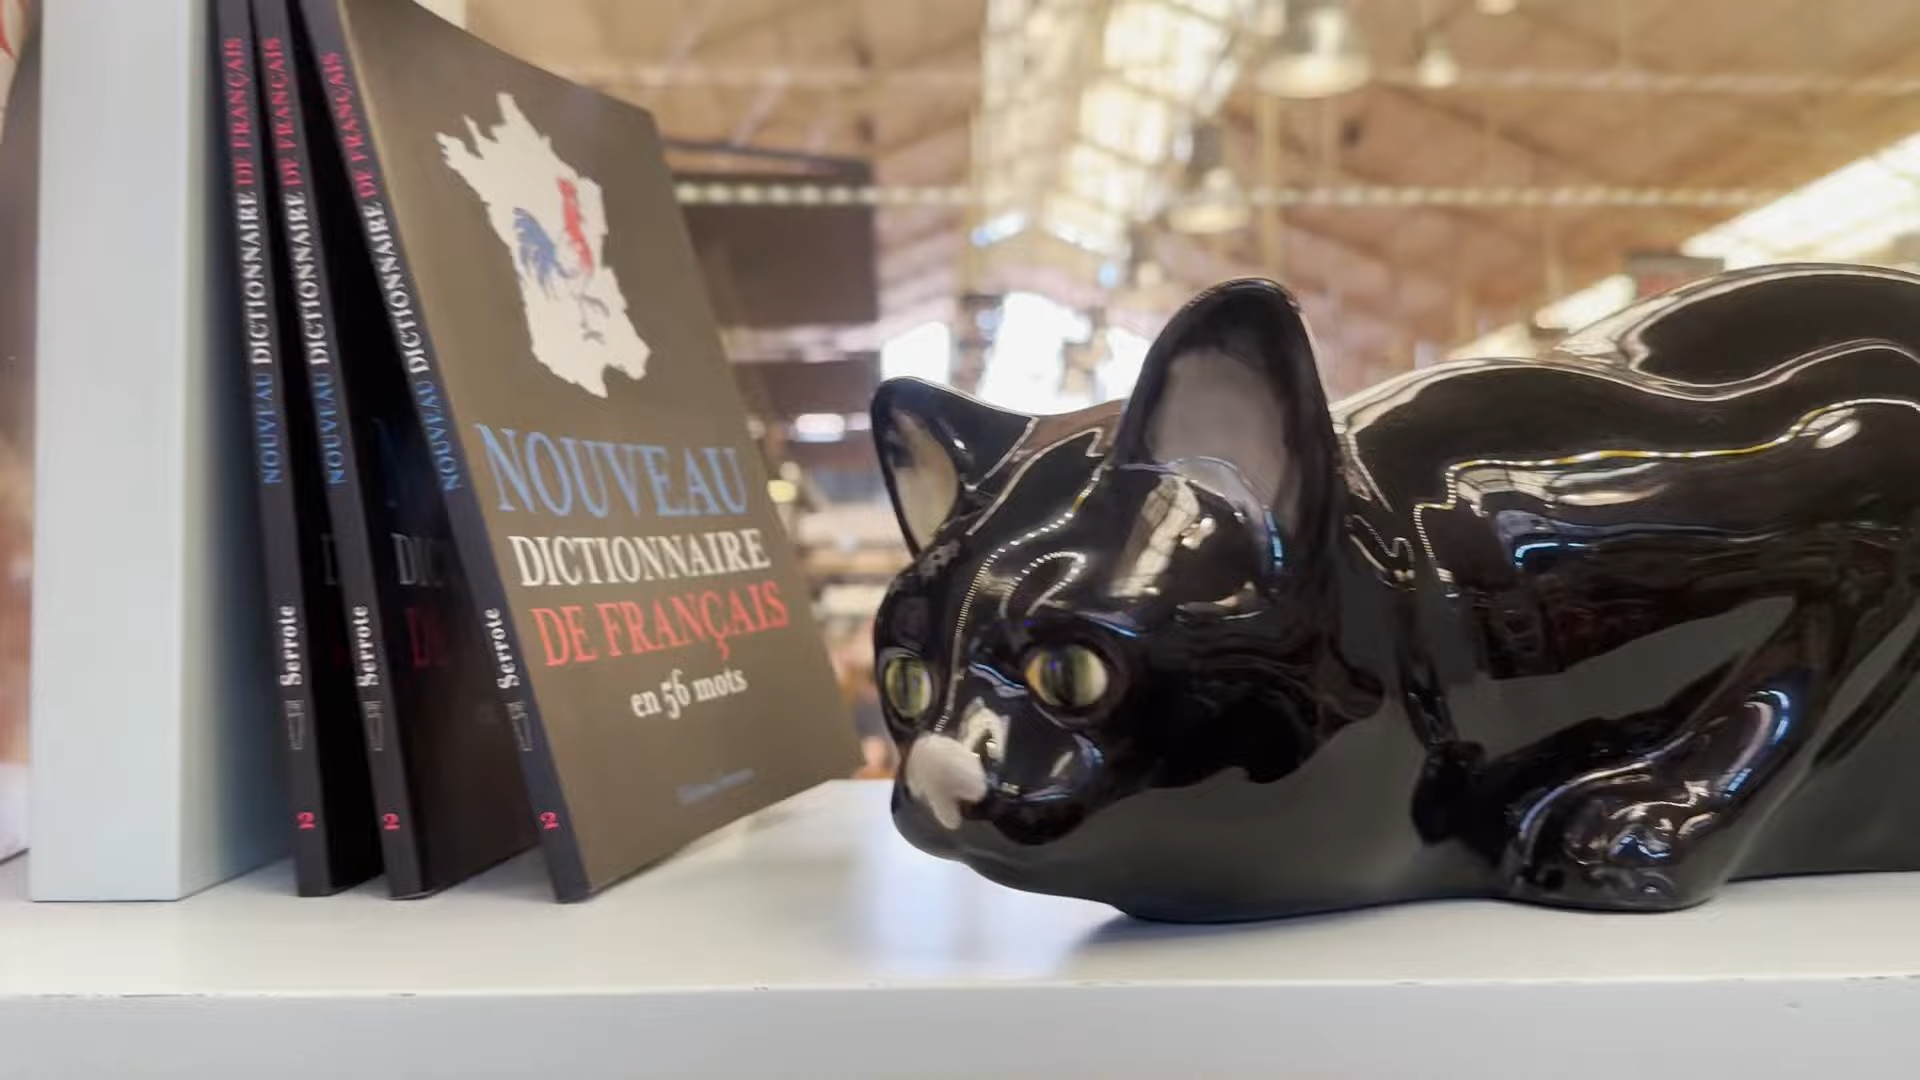 NOUVEAU DICTIONNAIRE DE FRANÇAIS
Serrote
2
NOUVEAU DICTIONNAIRE DE FRANÇAIS
Serrote
2
NOUVEAU DICTIONNAIRE DE FRANÇAIS
Serrote
2
NOUVEAU
DICTIONNAIRE
DE FRANÇAIS
en 56 mots